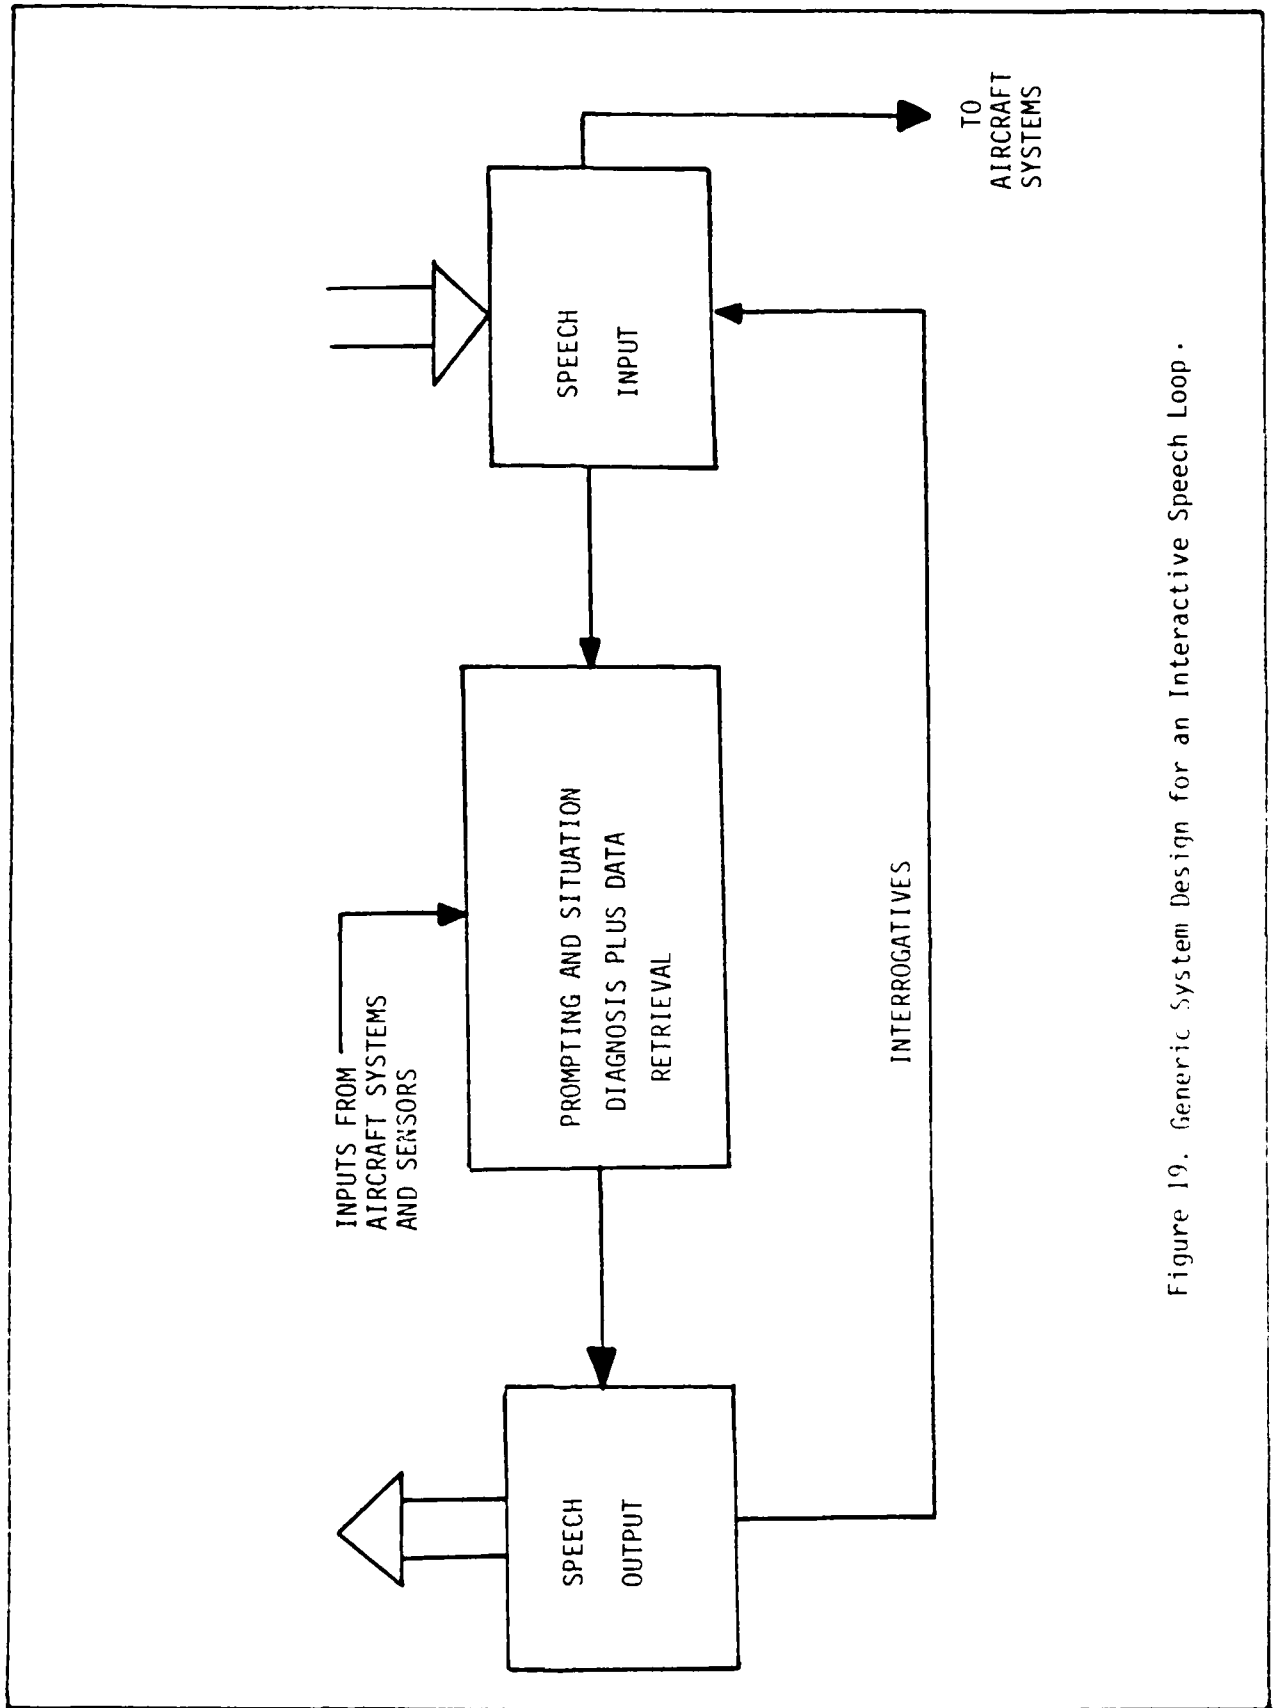 INPUTS FROM
AIRCRAFT SYSTEMS
AND SENSORS
SPEECH
OUTPUT
PROMPTING AND SITUATION
DIAGNOSIS PLUS DATA
RETRIEVAL
SPEECH
INPUT
INTERROGATIVES
TO
AIRCRAFT
SYSTEMS
Figure 19. Generic System Design for an Interactive Speech Loop.